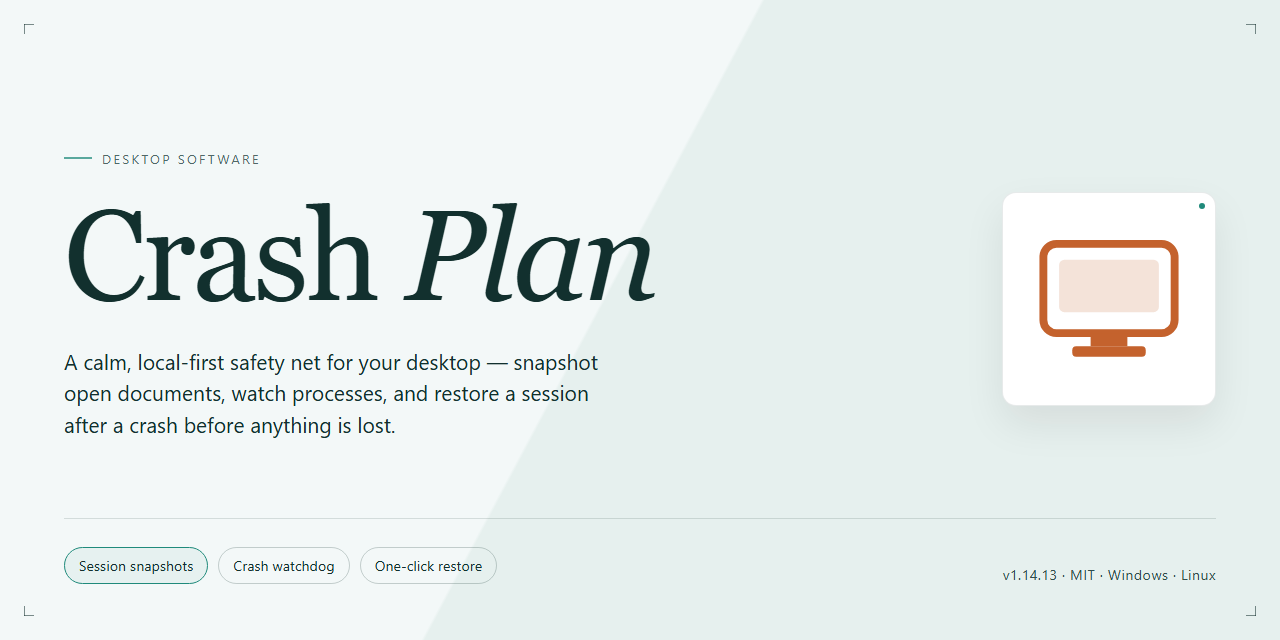 DESKTOP SOFTWARE
Crash Plan
A calm, local-first safety net for your desktop — snapshot
open documents, watch processes, and restore a session
after a crash before anything is lost.
Session snapshots
Crash watchdog
One-click restore
v1.14.13 · MIT · Windows · Linux